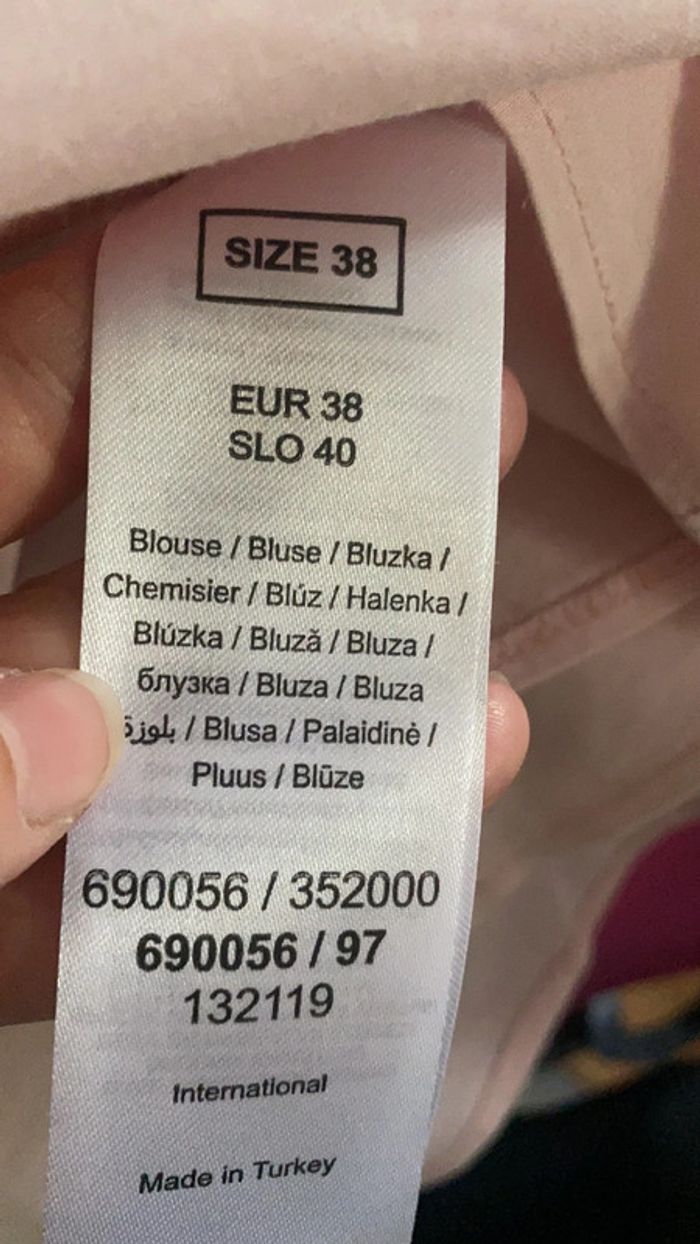 SIZE 38
EUR 38
SLO 40
Blouse / Bluse / Bluzka /
Chemisier / Blúz / Halenka /
Blúzka / Bluză / Bluza /
блузка / Bluza / Bluza
بلوزة / Blusa / Palaidinė /
Pluus / Blūze
690056 / 352000
690056 / 97
132119
International
Made in Turkey